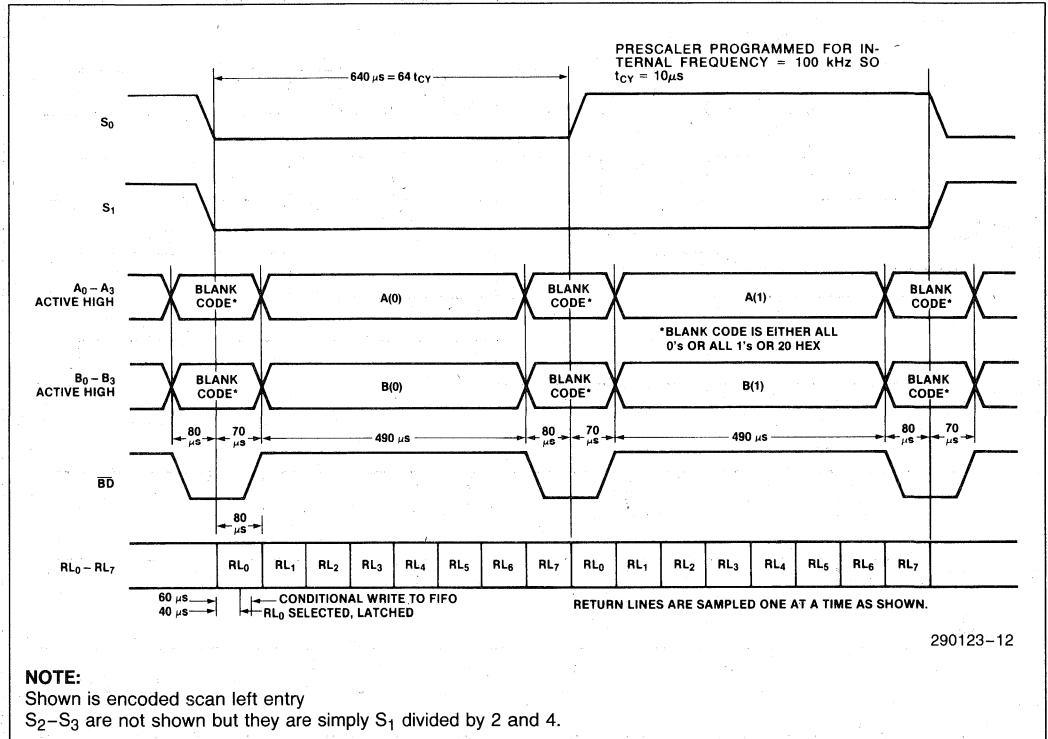 PRESCALER PROGRAMMED FOR IN-
TERNAL FREQUENCY = 100 kHz SO
tCY = 10μs
640 μs = 64 tCY
S0
S1
A0 – A3
ACTIVE HIGH
BLANK
CODE*
A(0)
BLANK
CODE*
A(1)
BLANK
CODE*
*BLANK CODE IS EITHER ALL
0's OR ALL 1's OR 20 HEX
B0 – B3
ACTIVE HIGH
BLANK
CODE*
B(0)
BLANK
CODE*
B(1)
BLANK
CODE*
80 μs
70 μs
490 μs
80 μs
70 μs
490 μs
80 μs
70 μs
BD
80 μs
RL0 – RL7
RL0 RL1 RL2 RL3 RL4 RL5 RL6 RL7 RL0 RL1 RL2 RL3 RL4 RL5 RL6 RL7
60 μs
CONDITIONAL WRITE TO FIFO
40 μs
RL0 SELECTED, LATCHED
RETURN LINES ARE SAMPLED ONE AT A TIME AS SHOWN.
290123–12
NOTE:
Shown is encoded scan left entry
S2–S3 are not shown but they are simply S1 divided by 2 and 4.